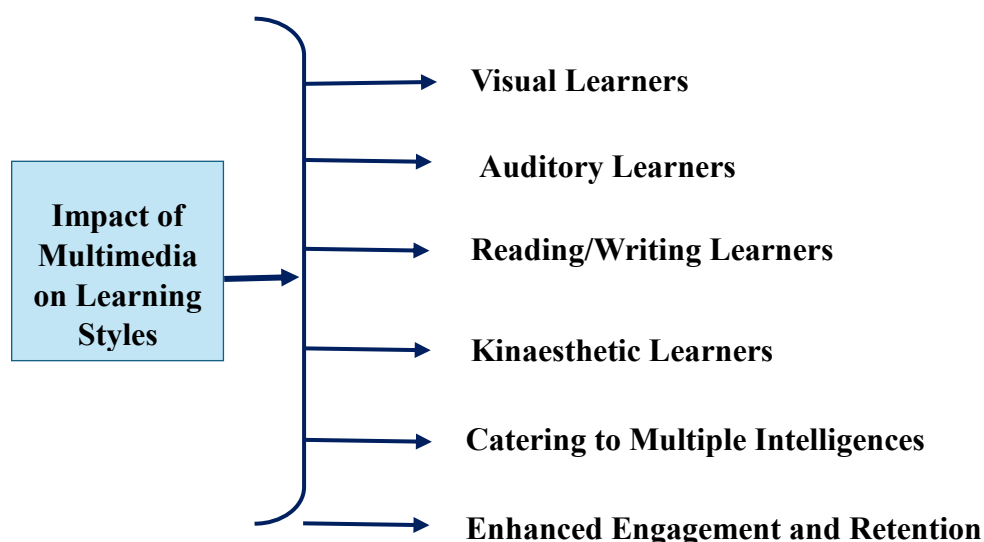 Impact of
Multimedia
on Learning
Styles
Visual Learners
Auditory Learners
Reading/Writing Learners
Kinaesthetic Learners
Catering to Multiple Intelligences
Enhanced Engagement and Retention